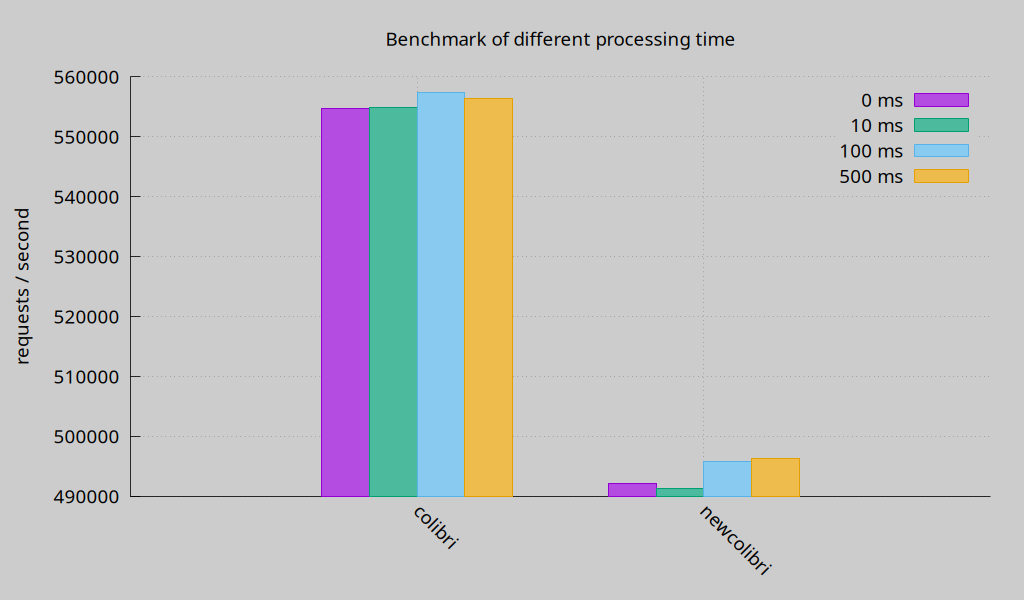 Benchmark of different processing time
560000
550000
540000
530000
520000
510000
500000
490000
requests / second
0 ms
10 ms
100 ms
500 ms
colibri
newcolibri